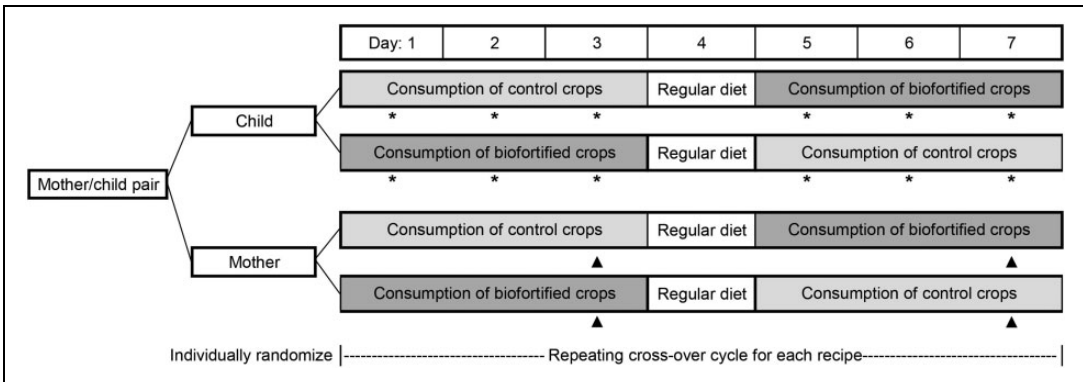 Day: 1 2 3 4 5 6 7
Consumption of control crops Regular diet Consumption of biofortified crops
* * * * * *
Child
Consumption of biofortified crops Regular diet Consumption of control crops
* * * * * *
Mother/child pair
Consumption of control crops Regular diet Consumption of biofortified crops
▲ ▲
Mother
Consumption of biofortified crops Regular diet Consumption of control crops
▲ ▲
Individually randomize |---------------------------- Repeating cross-over cycle for each recipe---------------------------|